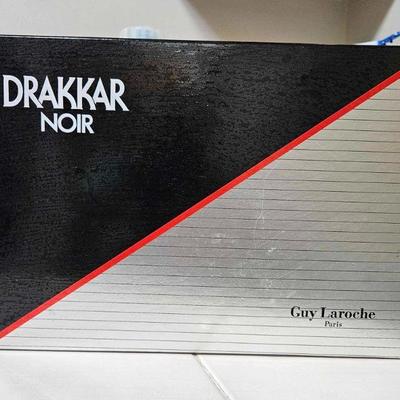 DRAKKAR
NOIR
Guy Laroche
Paris